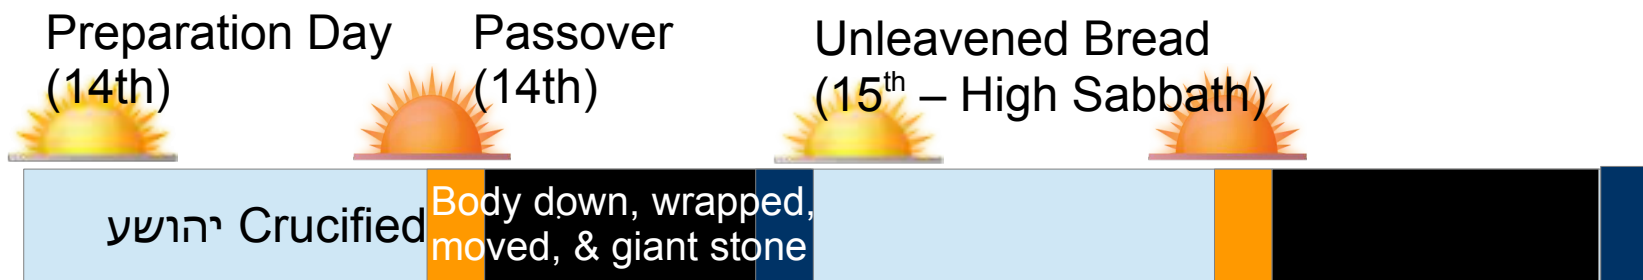 Preparation Day
(14th)
Passover
(14th)
Unleavened Bread
(15th – High Sabbath)
יהושע Crucified
Body down, wrapped,
moved, & giant stone